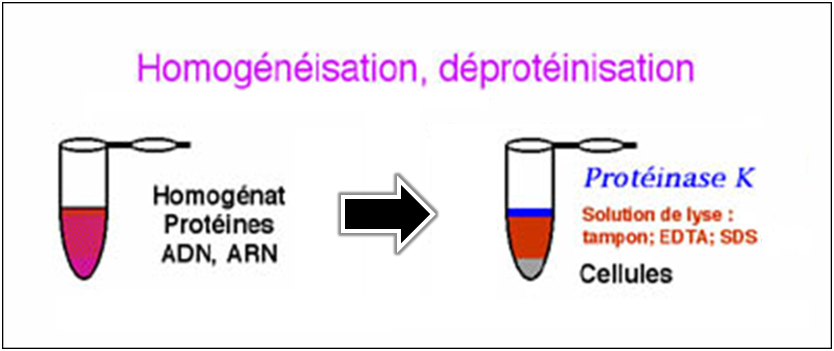 Homogénéisation, déprotéinisation
Homogénat
Protéines
ADN, ARN
Protéinase K
Solution de lyse :
tampon; EDTA; SDS
Cellules